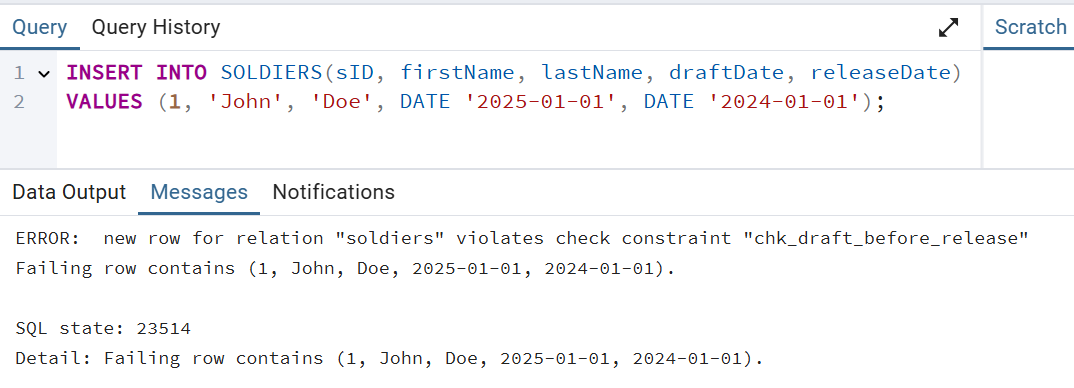 Query Query History Scratch
1 INSERT INTO SOLDIERS(sID, firstName, lastName, draftDate, releaseDate)
2 VALUES (1, 'John', 'Doe', DATE '2025-01-01', DATE '2024-01-01');
Data Output Messages Notifications
ERROR:  new row for relation "soldiers" violates check constraint "chk_draft_before_release"
Failing row contains (1, John, Doe, 2025-01-01, 2024-01-01).
SQL state: 23514
Detail: Failing row contains (1, John, Doe, 2025-01-01, 2024-01-01).